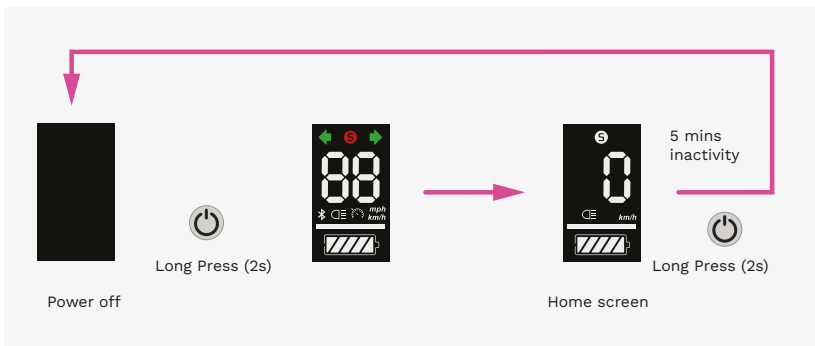 S
88
mph
km/h
S
0
km/h
5 mins
inactivity
Long Press (2s)
Long Press (2s)
Power off
Home screen